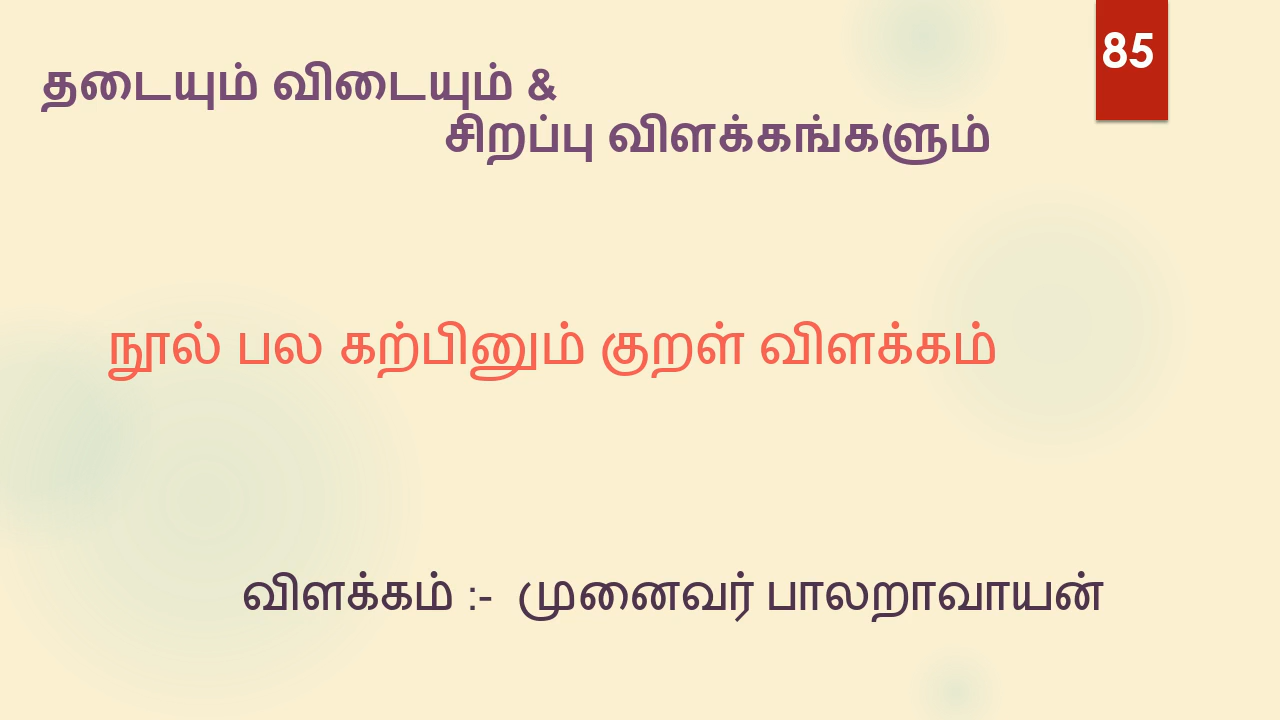 85
தடையும் விடையும் &
சிறப்பு விளக்கங்களும்
நூல் பல கற்பினும் குறள் விளக்கம்
விளக்கம் :- முனைவர் பாலறாவாயன்